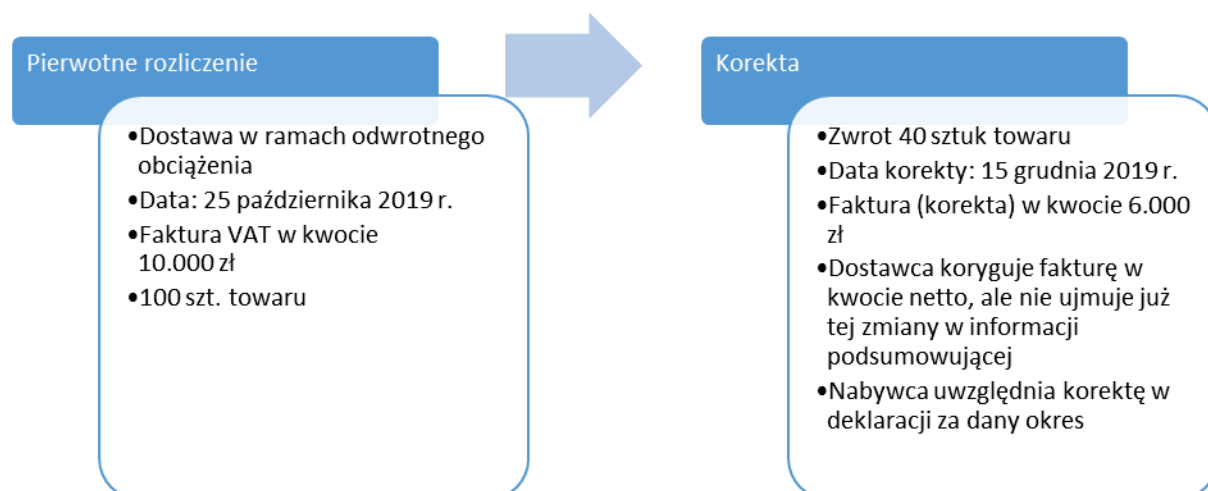 Pierwotne rozliczenie
•Dostawa w ramach odwrotnego
obciążenia
•Data: 25 października 2019 r.
•Faktura VAT w kwocie
10.000 zł
•100 szt. towaru
Korekta
•Zwrot 40 sztuk towaru
•Data korekty: 15 grudnia 2019 r.
•Faktura (korekta) w kwocie 6.000
zł
•Dostawca koryguje fakturę w
kwocie netto, ale nie ujmuje już
tej zmiany w informacji
podsumowującej
•Nabywca uwzględnia korektę w
deklaracji za dany okres